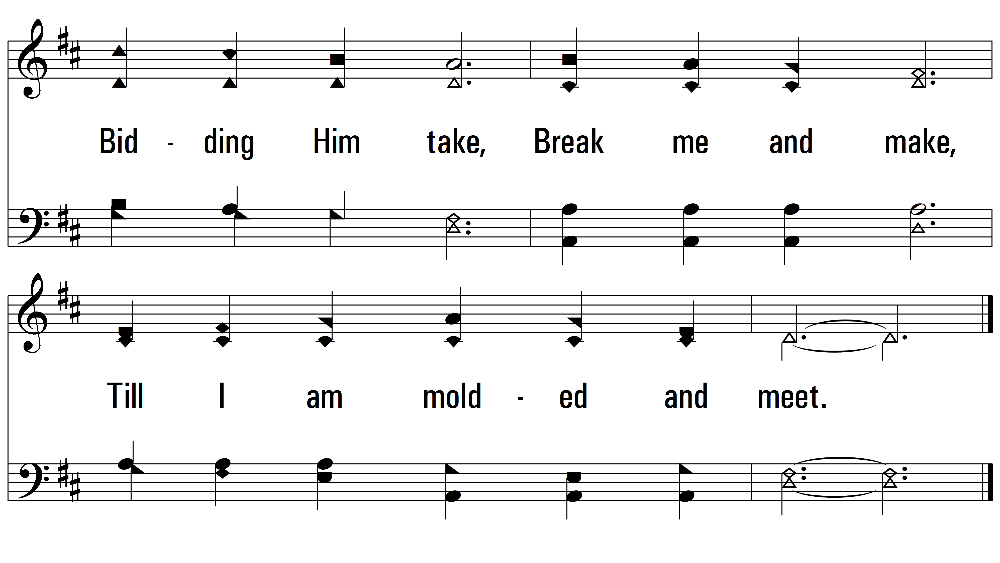 Bid - ding Him take, Break me and make,
Till I am mold - ed and meet.